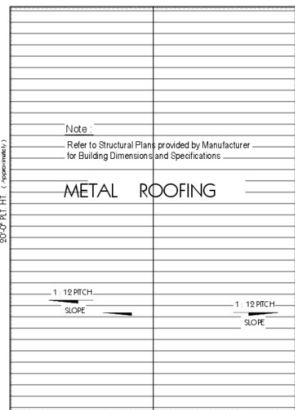 Note :
Refer to Structural Plans provided by Manufacturer
for Building Dimensions and Specifications
METAL ROOFING
20'-0" PLT. HT. ( Approximately )
1 : 12 PITCH
SLOPE
1 : 12 PITCH
SLOPE